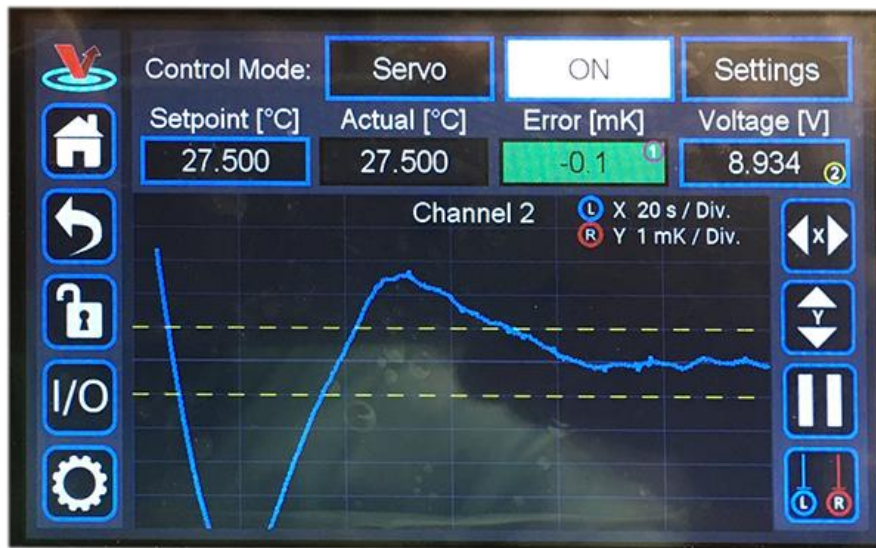 Control Mode: Servo ON Settings
Setpoint [°C] Actual [°C] Error [mK] Voltage [V]
27.500 27.500 -0.1 1 8.934 2
Channel 2 L X 20 s / Div.
R Y 1 mK / Div.
X
Y
I/O
L R